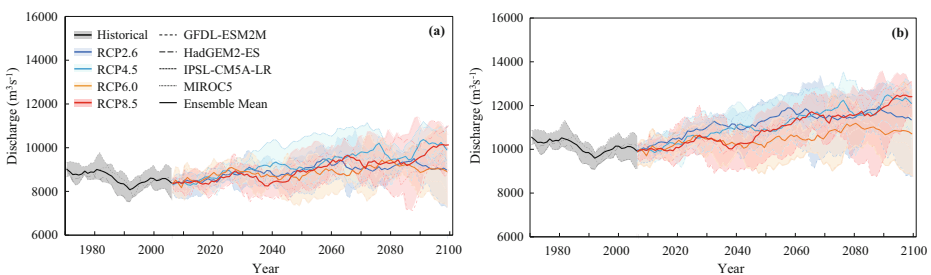 16000
14000
12000
10000
8000
6000
Discharge (m³s⁻¹)
(a)
Historical
RCP2.6
RCP4.5
RCP6.0
RCP8.5
GFDL-ESM2M
HadGEM2-ES
IPSL-CM5A-LR
MIROC5
Ensemble Mean
1980 2000 2020 2040 2060 2080 2100
Year
16000
14000
12000
10000
8000
6000
Discharge (m³s⁻¹)
(b)
1980 2000 2020 2040 2060 2080 2100
Year